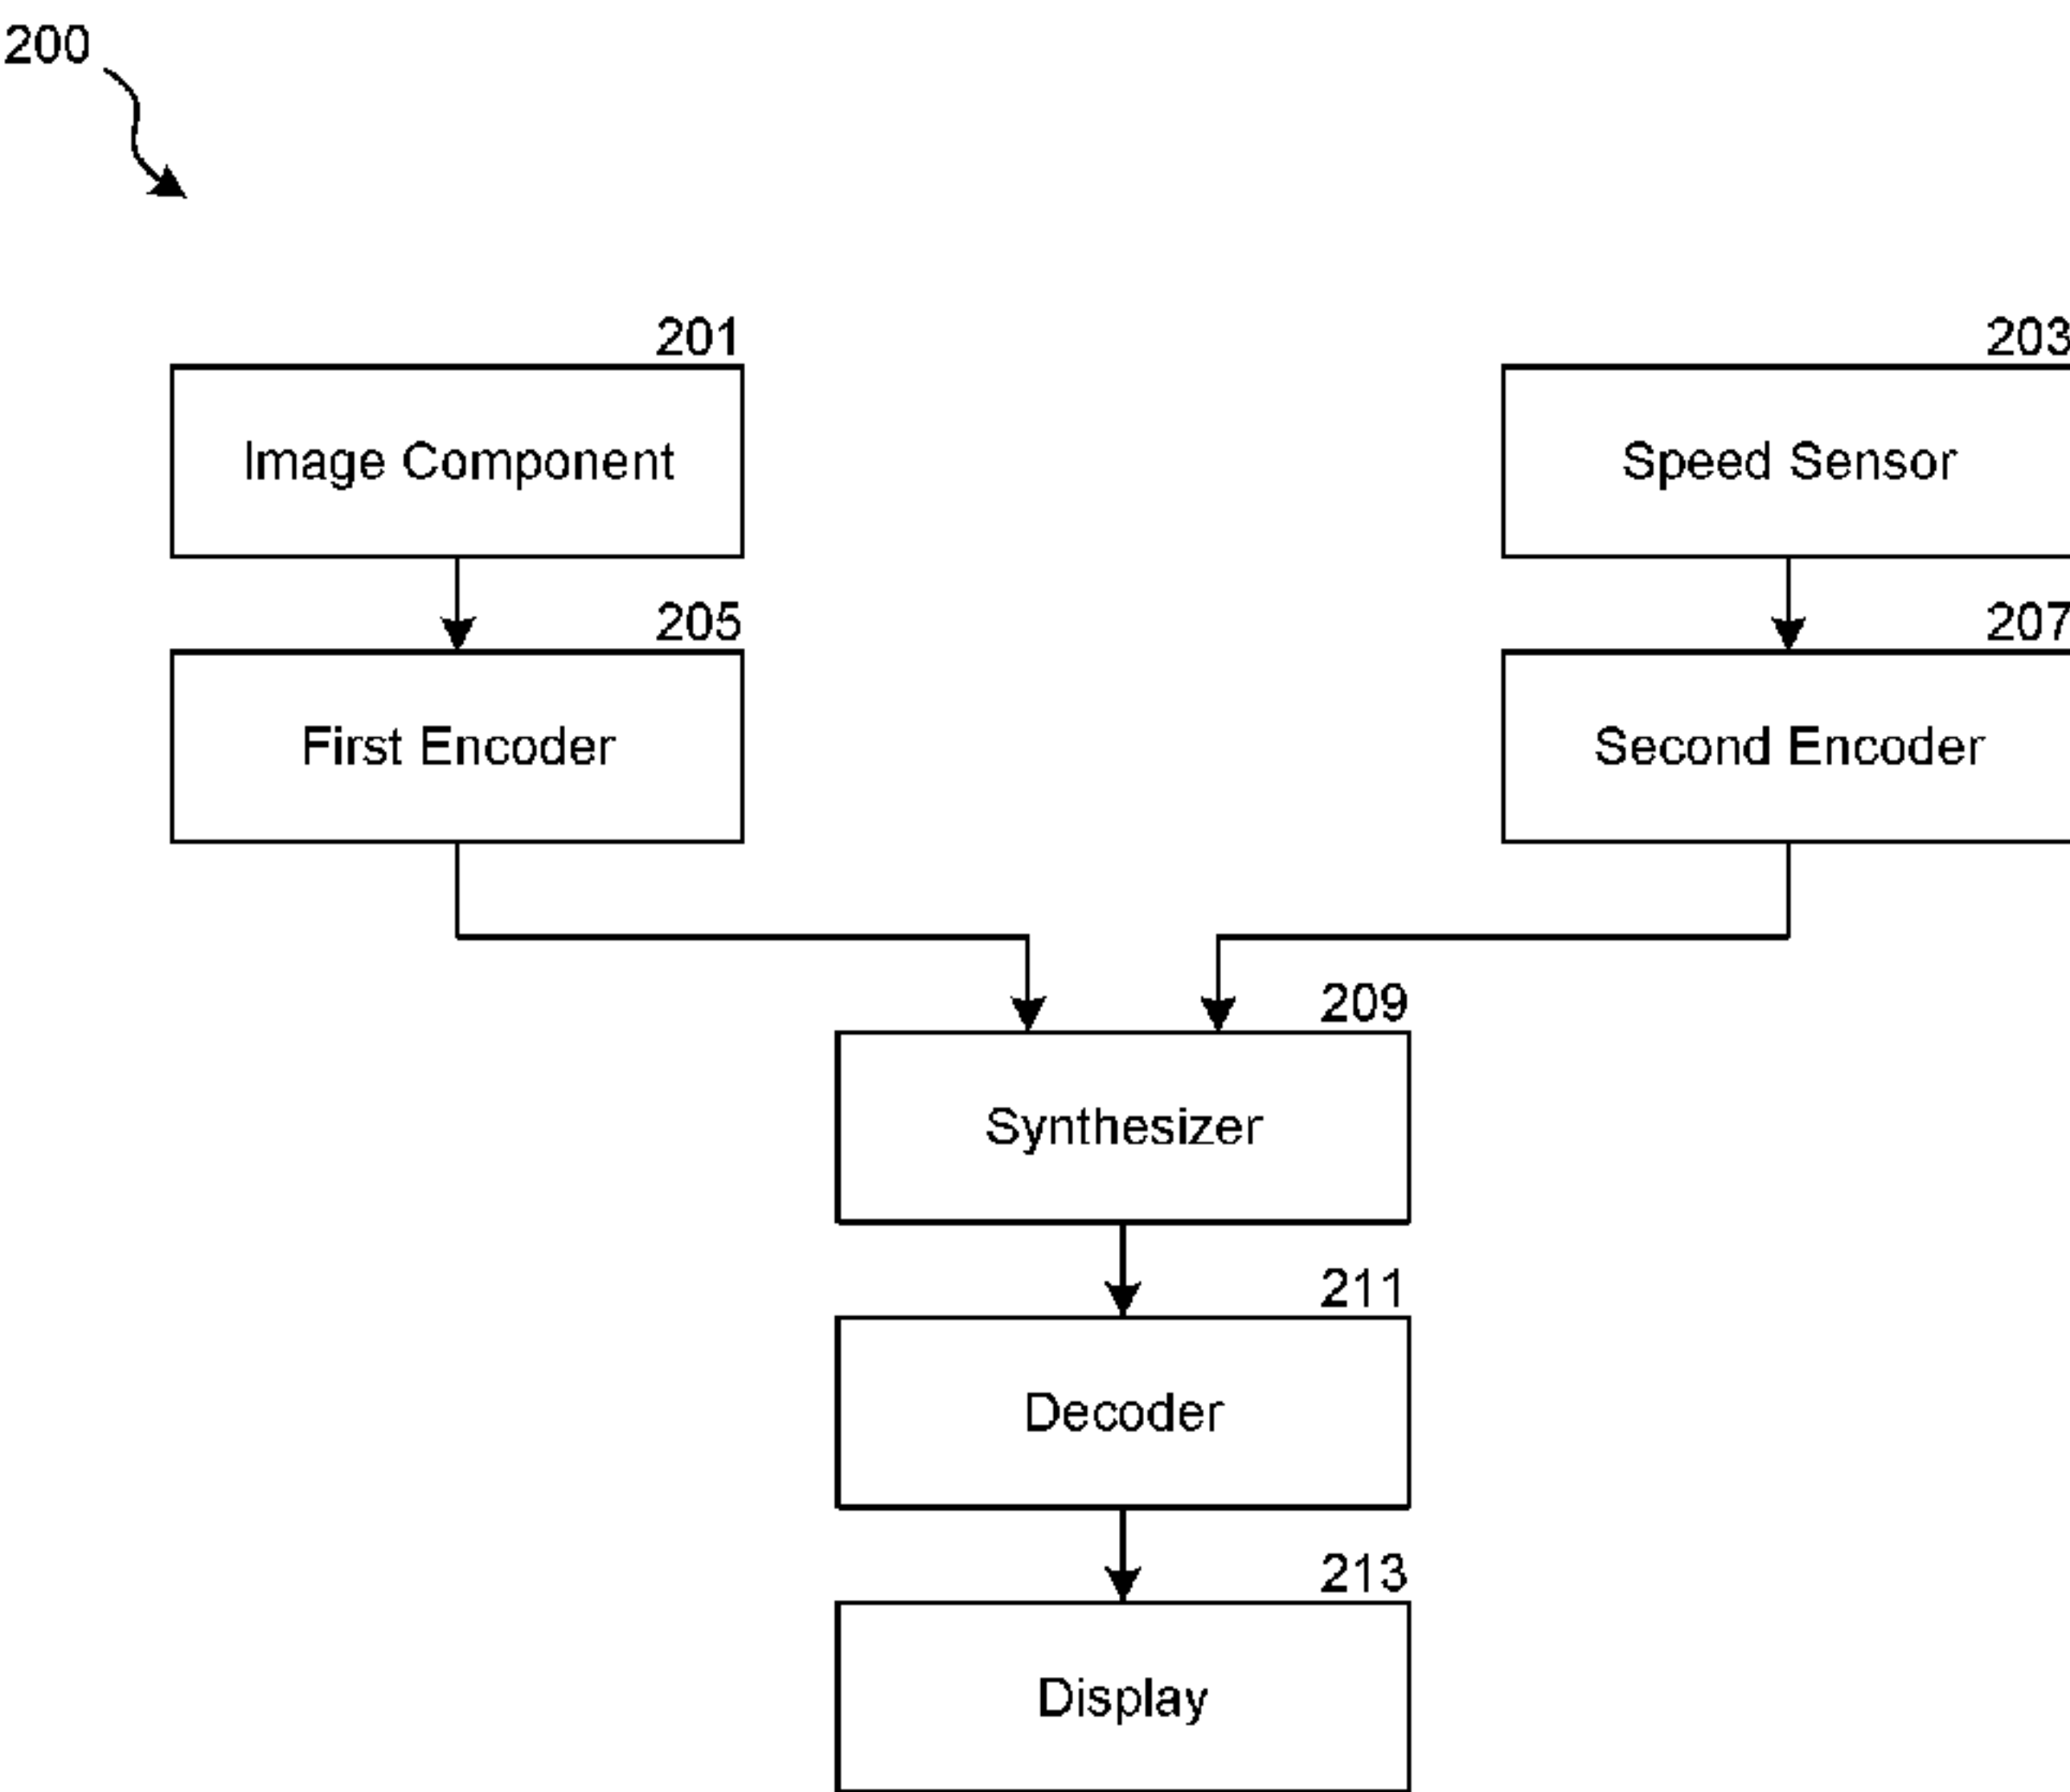 200
201
203
Image Component
Speed Sensor
205
207
First Encoder
Second Encoder
209
Synthesizer
211
Decoder
213
Display